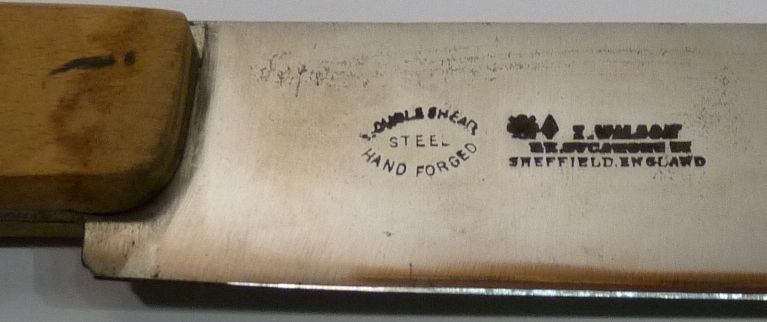 DOUBLE SHEAR
STEEL
HAND FORGED
I. WILSON
SYCAMORE ST
SHEFFIELD. ENGLAND